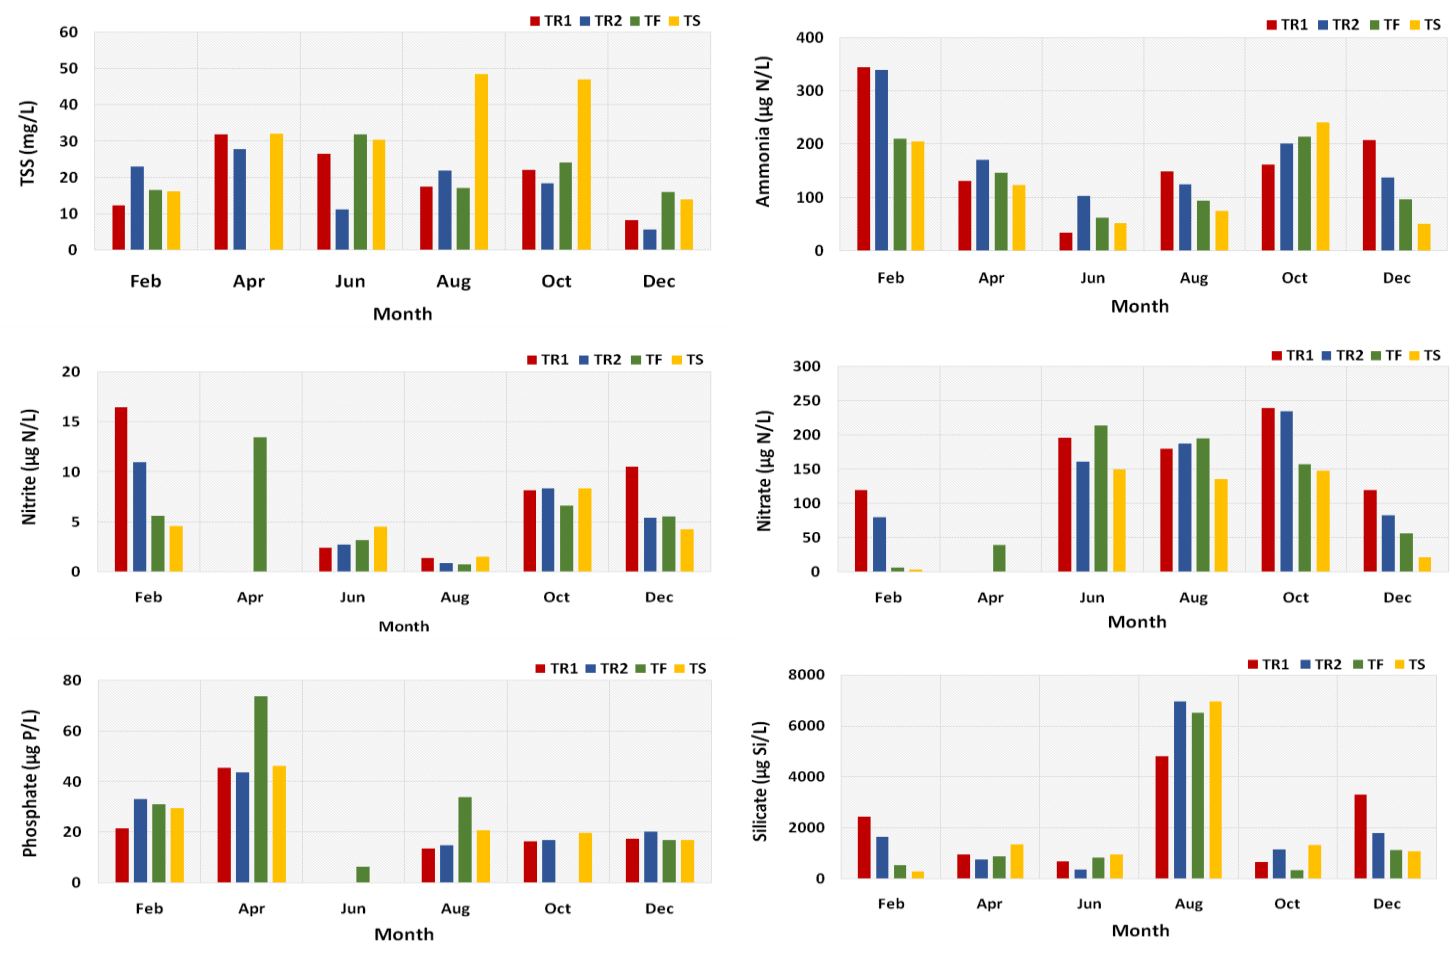 TR1 TR2 TF TS
60
50
40
30
20
10
0
TSS (mg/L)
Feb Apr Jun Aug Oct Dec
Month
TR1 TR2 TF TS
400
300
200
100
0
Ammonia (µg N/L)
Feb Apr Jun Aug Oct Dec
Month
TR1 TR2 TF TS
20
15
10
5
0
Nitrite (µg N/L)
Feb Apr Jun Aug Oct Dec
Month
TR1 TR2 TF TS
300
250
200
150
100
50
0
Nitrate (µg N/L)
Feb Apr Jun Aug Oct Dec
Month
TR1 TR2 TF TS
80
60
40
20
0
Phosphate (µg P/L)
Feb Apr Jun Aug Oct Dec
Month
TR1 TR2 TF TS
8000
6000
4000
2000
0
Silicate (µg Si/L)
Feb Apr Jun Aug Oct Dec
Month